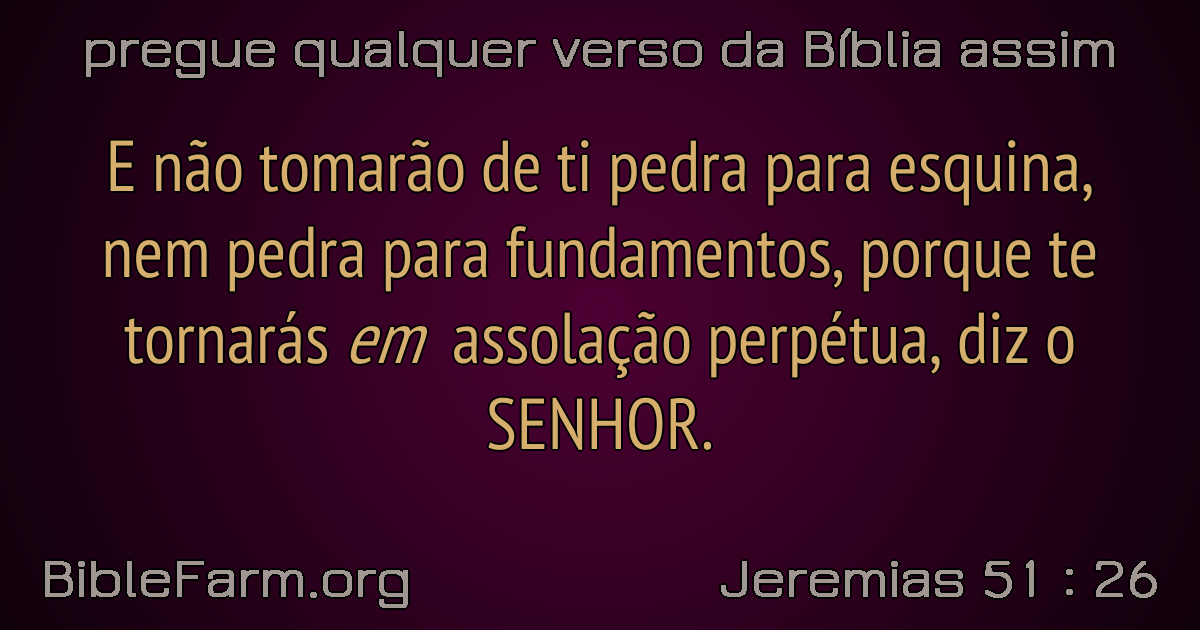 pregue qualquer verso da Bíblia assim
E não tomarão de ti pedra para esquina,
nem pedra para fundamentos, porque te
tornarás em assolação perpétua, diz o
SENHOR.
BibleFarm.org
Jeremias 51 : 26